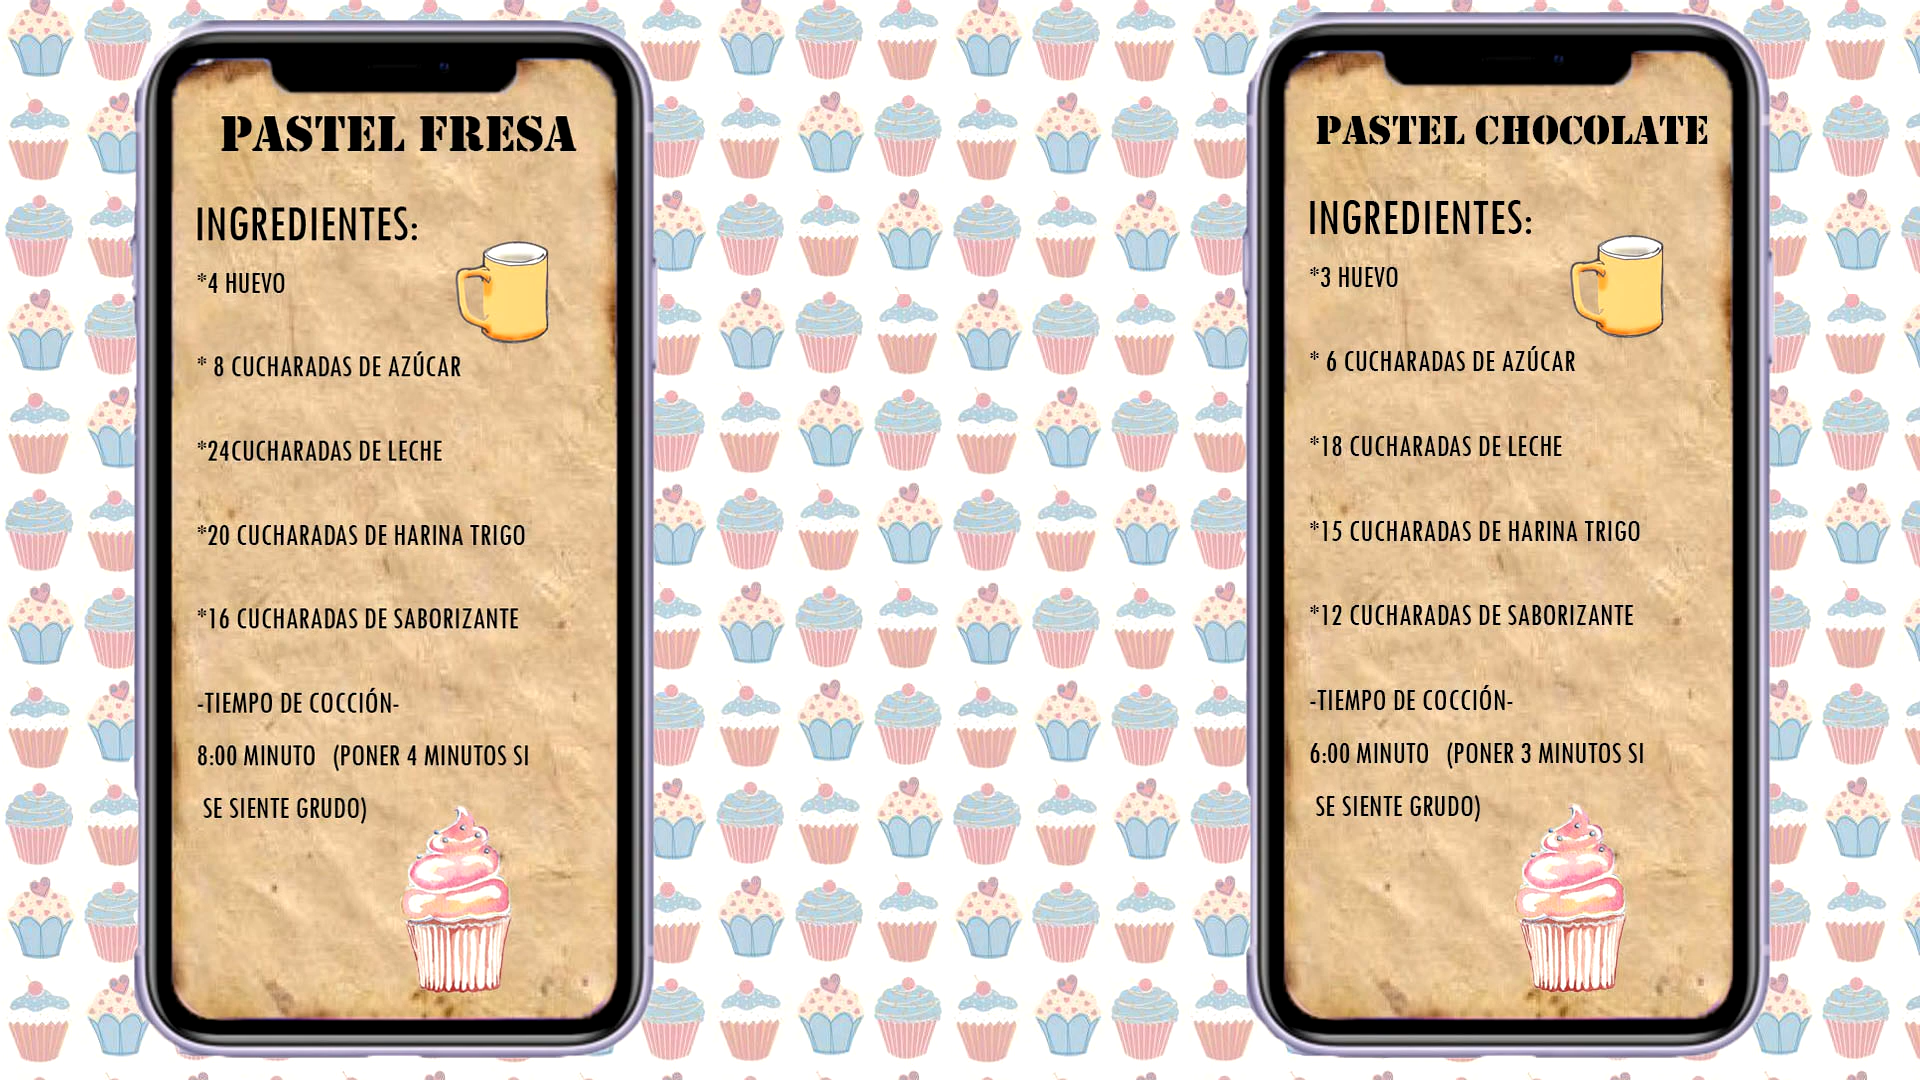 PASTEL FRESA
INGREDIENTES:
*4 HUEVO
* 8 CUCHARADAS DE AZÚCAR
*24CUCHARADAS DE LECHE
*20 CUCHARADAS DE HARINA TRIGO
*16 CUCHARADAS DE SABORIZANTE
-TIEMPO DE COCCIÓN-
8:00 MINUTO (PONER 4 MINUTOS SI
SE SIENTE GRUDO)
PASTEL CHOCOLATE
INGREDIENTES:
*3 HUEVO
* 6 CUCHARADAS DE AZÚCAR
*18 CUCHARADAS DE LECHE
*15 CUCHARADAS DE HARINA TRIGO
*12 CUCHARADAS DE SABORIZANTE
-TIEMPO DE COCCIÓN-
6:00 MINUTO (PONER 3 MINUTOS SI
SE SIENTE GRUDO)